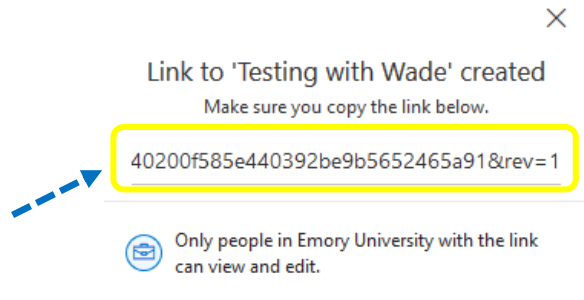 Link to 'Testing with Wade' created
Make sure you copy the link below.
40200f585e440392be9b5652465a91&rev=1
Only people in Emory University with the link
can view and edit.